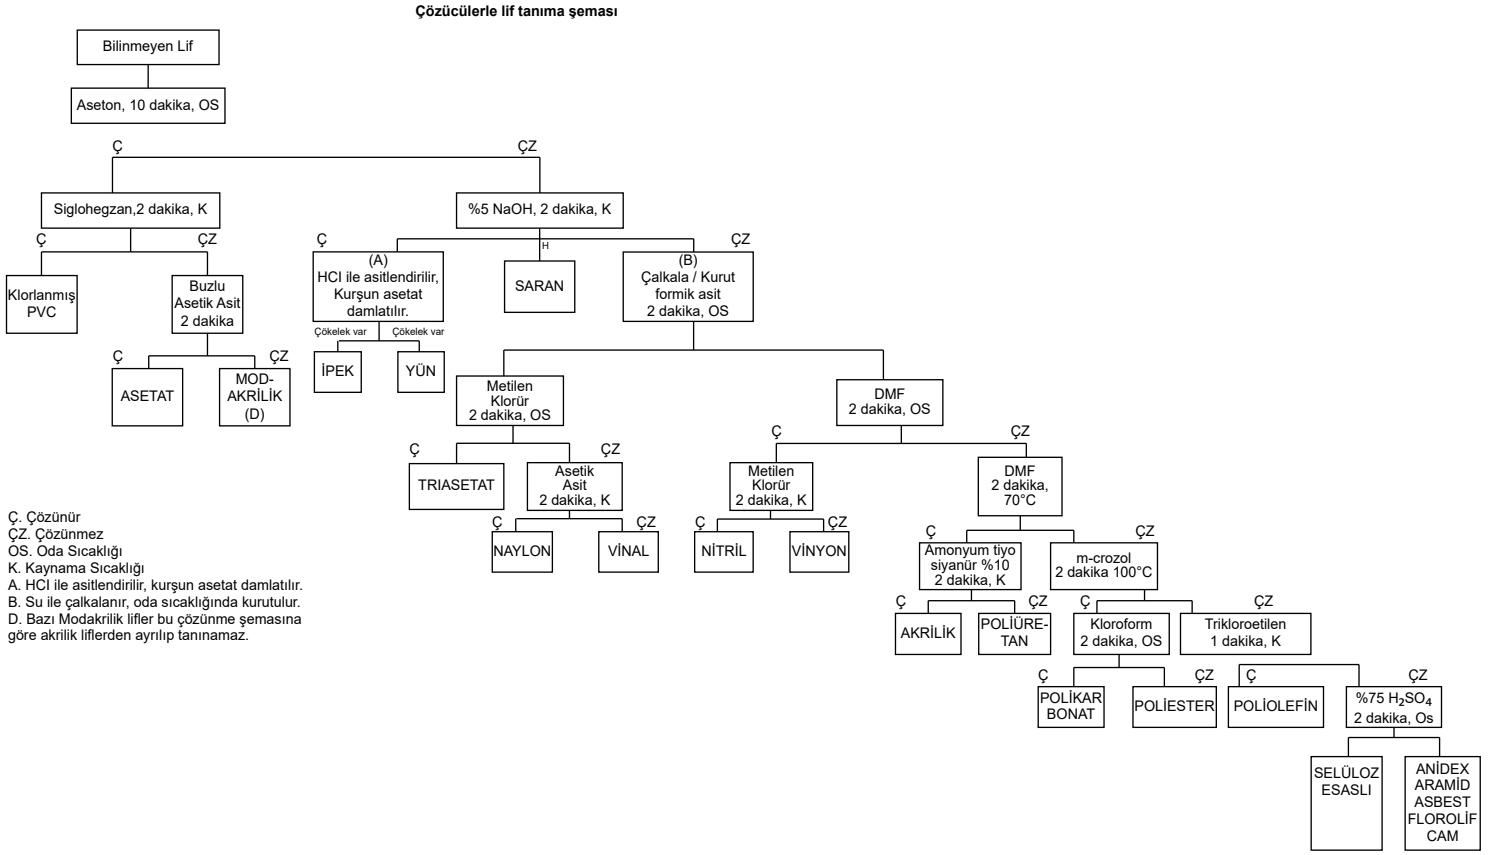 Çözücülerle lif tanıma şeması
Bilinmeyen Lif
Aseton, 10 dakika, OS
Ç
ÇZ
Siglohegzan,2 dakika, K
%5 NaOH, 2 dakika, K
Ç
ÇZ
Ç
H
ÇZ
Klorlanmış
PVC
Buzlu
Asetik Asit
2 dakika
(A)
HCI ile asitlendirilir,
Kurşun asetat
damlatılır.
SARAN
(B)
Çalkala / Kurut
formik asit
2 dakika, OS
Çökelek var
Çökelek var
Ç
ÇZ
ASETAT
MOD-
AKRİLİK
(D)
İPEK
YÜN
Metilen
Klorür
2 dakika, OS
DMF
2 dakika, OS
Ç
ÇZ
Ç
ÇZ
TRIASETAT
Asetik
Asit
2 dakika, K
Metilen
Klorür
2 dakika, K
DMF
2 dakika,
70°C
Ç
ÇZ
Ç
ÇZ
Ç
ÇZ
NAYLON
VİNAL
NİTRİL
VİNYON
Amonyum tiyo
siyanür %10
2 dakika, K
m-crozol
2 dakika 100°C
Ç
ÇZ
Ç
ÇZ
AKRİLİK
POLİÜRE-
TAN
Kloroform
2 dakika, OS
Trikloroetilen
1 dakika, K
Ç
ÇZ
Ç
ÇZ
POLİKAR
BONAT
POLİESTER
POLİOLEFİN
%75 H₂SO₄
2 dakika, Os
SELÜLOZ
ESASLI
ANİDEX
ARAMİD
ASBEST
FLOROLİF
CAM
Ç. Çözünür
ÇZ. Çözünmez
OS. Oda Sıcaklığı
K. Kaynama Sıcaklığı
A. HCI ile asitlendirilir, kurşun asetat damlatılır.
B. Su ile çalkalanır, oda sıcaklığında kurutulur.
D. Bazı Modakrilik lifler bu çözünme şemasına
göre akrilik liflerden ayrılıp tanınamaz.